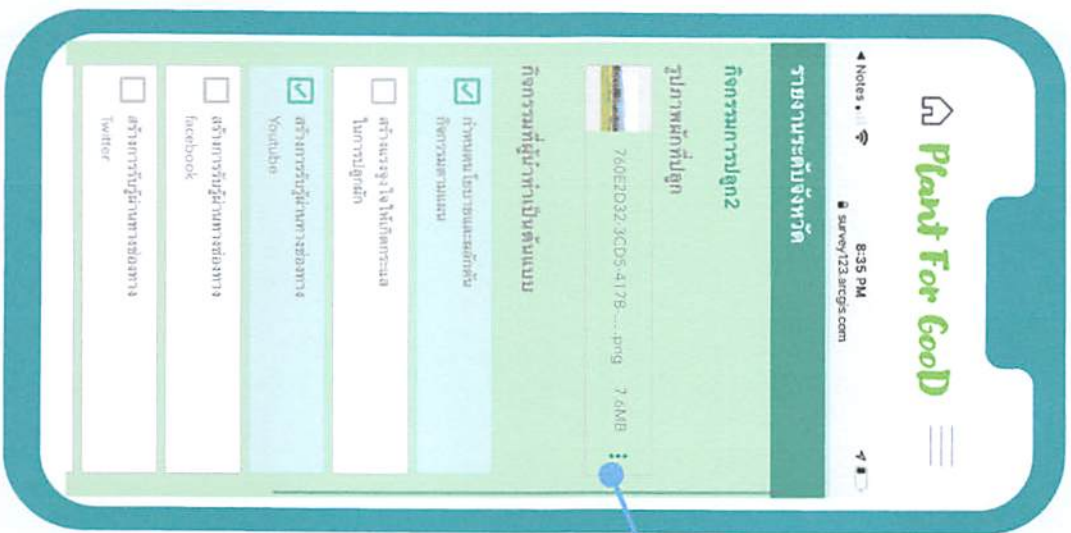 Plant For GooD
◀ Notes
8:35 PM
survey123.arcgis.com
รายงานระดับจังหวัด
กิจกรรมการปลูก2
รูปภาพผักที่ปลูก
760E2D32-3CD5-417B-....png 7.6MB
กิจกรรมที่ผู้นำทำเป็นต้นแบบ
กำหนดนโยบายและผลักดัน
กิจกรรมตามแผน
สร้างแรงจูงใจให้เกิดกระแส
ในการปลูกผัก
สร้างการรับรู้ผ่านทางช่องทาง
Youtube
สร้างการรับรู้ผ่านทางช่องทาง
facebook
สร้างการรับรู้ผ่านทางช่องทาง
Twitter